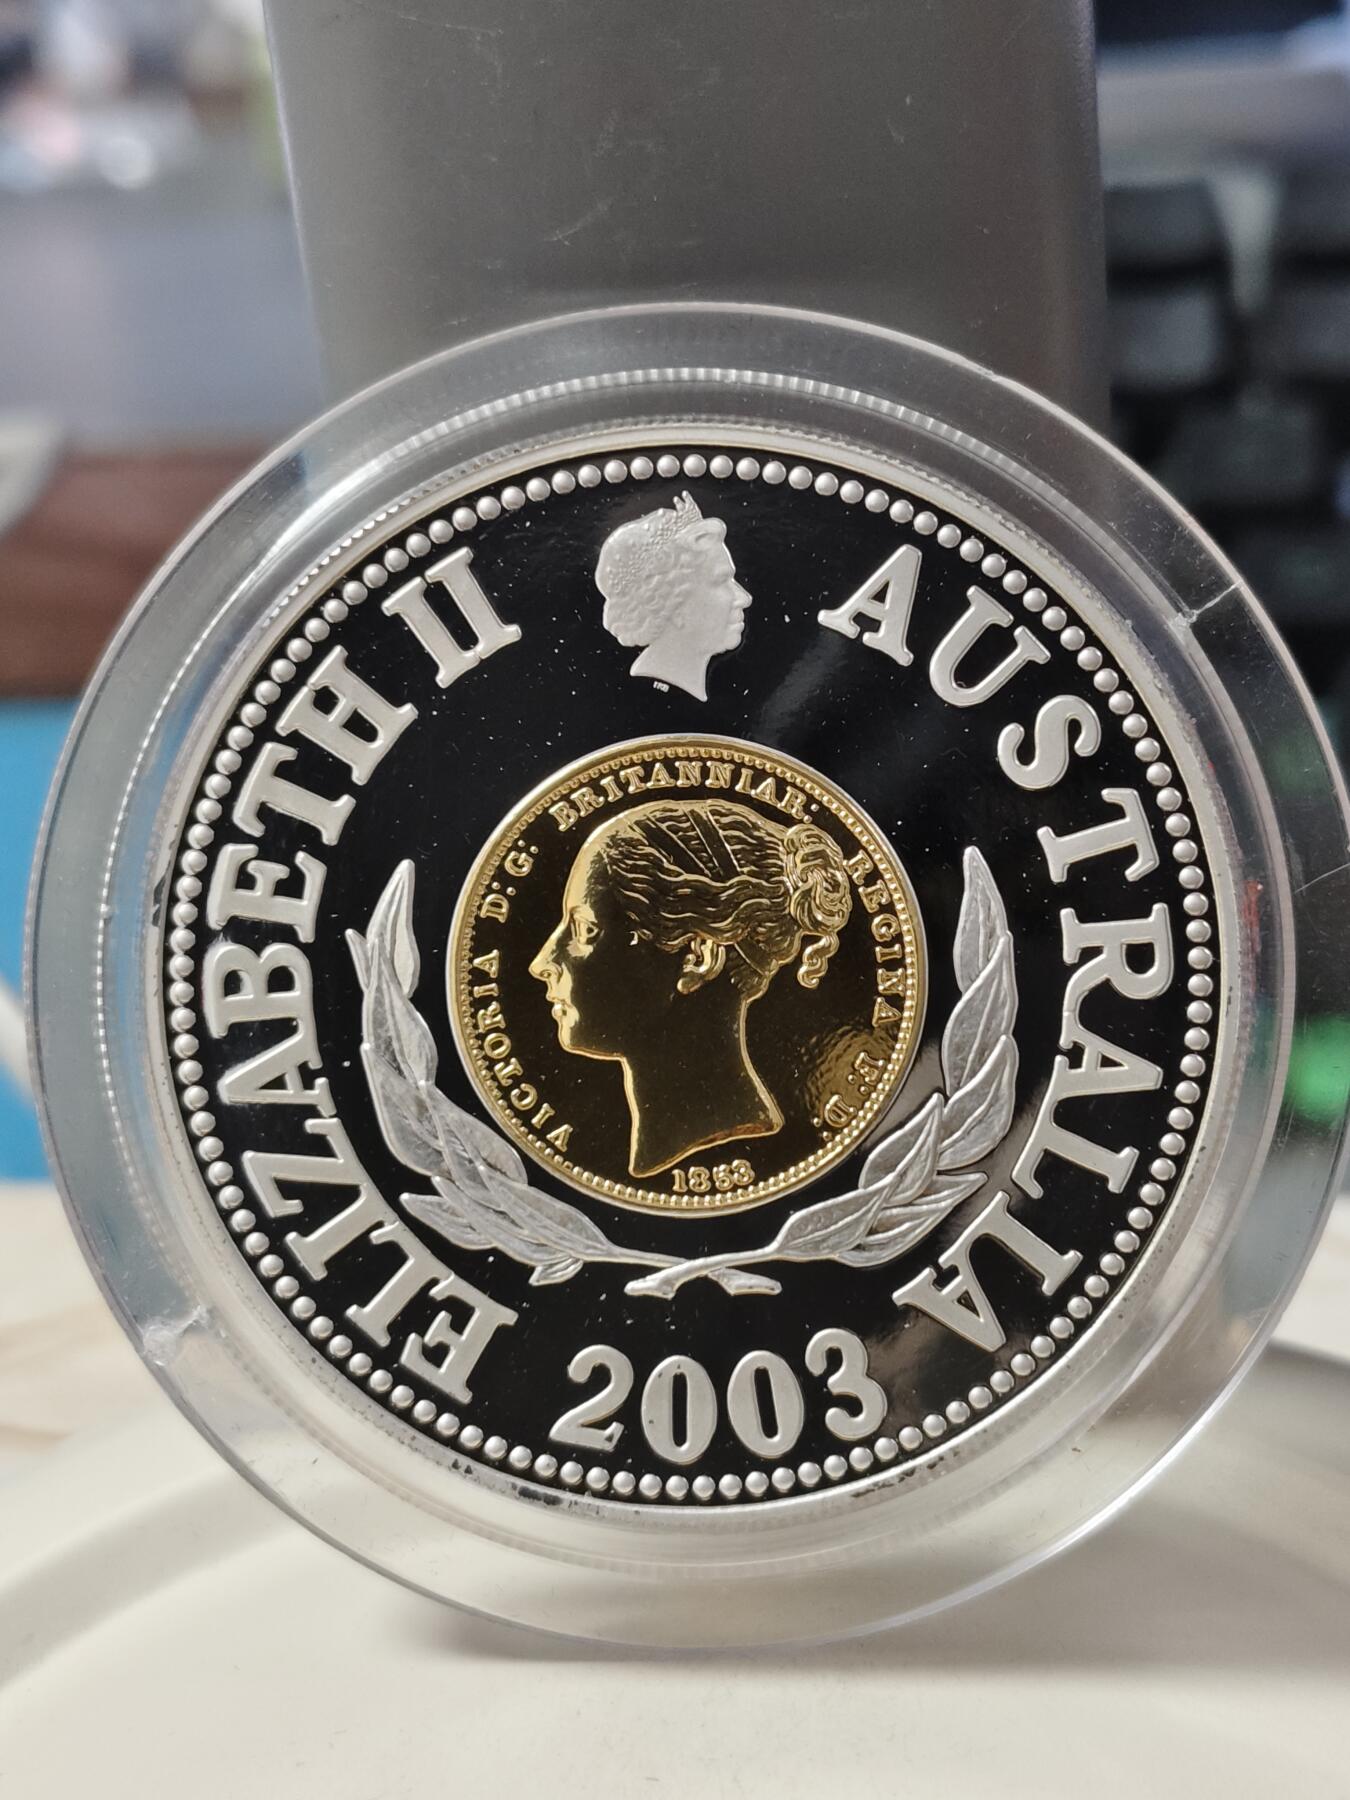 ELIZABETH II
AUSTRALIA
2003
VICTORIA D: G: BRITANNIAR: REGINA F: D:
1853